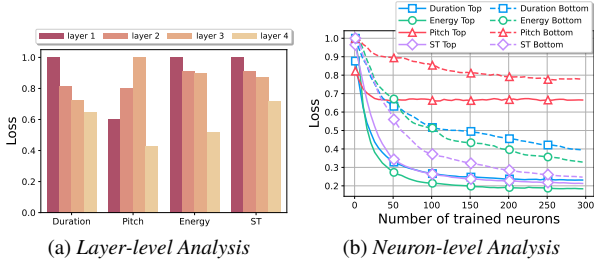 layer 1 layer 2 layer 3 layer 4
1.0
0.8
0.6
0.4
0.2
0.0
Loss
Duration Pitch Energy ST
(a) Layer-level Analysis
Duration Top Duration Bottom
Energy Top Energy Bottom
Pitch Top Pitch Bottom
ST Top ST Bottom
1.0
0.9
0.8
0.7
0.6
0.5
0.4
0.3
0.2
Loss
0 50 100 150 200 250 300
Number of trained neurons
(b) Neuron-level Analysis